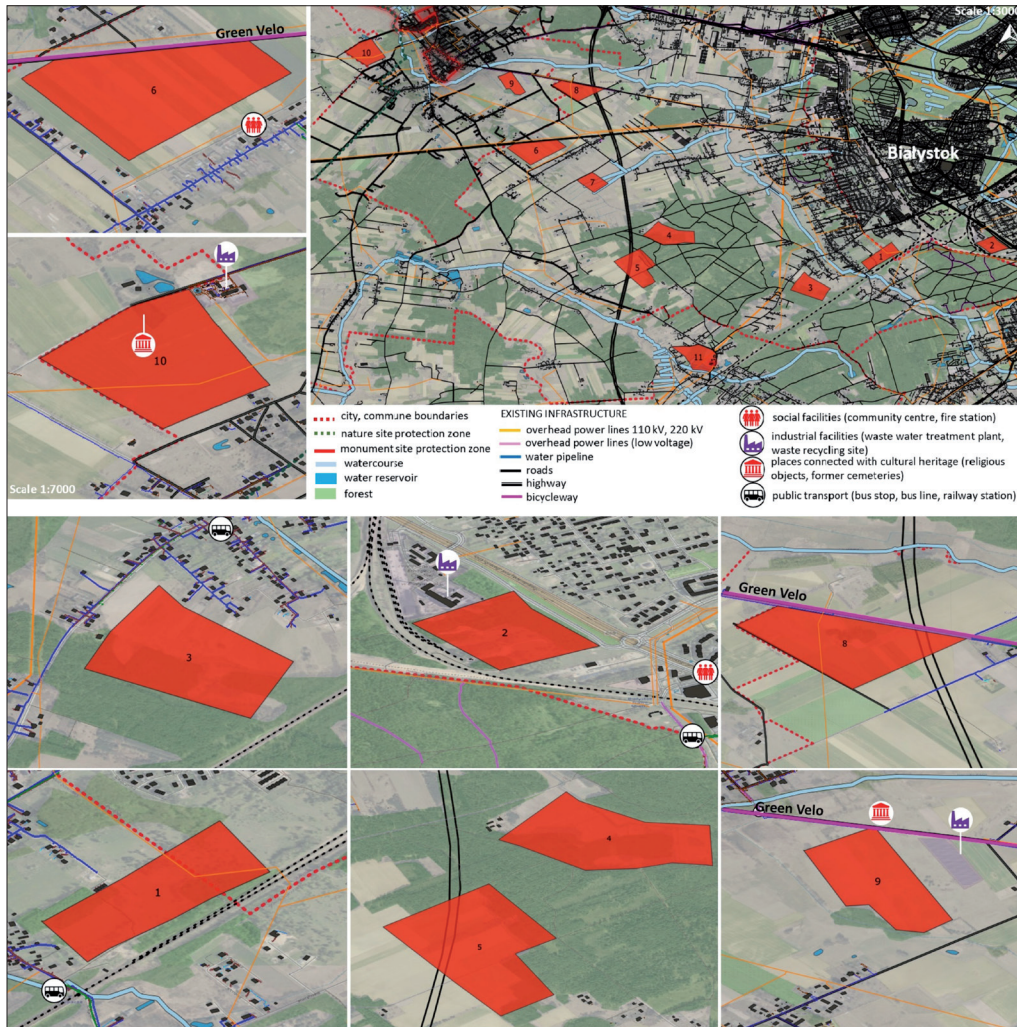 Green Velo
6
10
Scale 1:7000
Scale 1:3000
10
9
8
6
7
4
5
3
1
2
11
Białystok
city, commune boundaries
nature site protection zone
monument site protection zone
watercourse
water reservoir
forest
EXISTING INFRASTRUCTURE
overhead power lines 110 kV, 220 kV
overhead power lines (low voltage)
water pipeline
roads
highway
bicycleway
social facilities (community centre, fire station)
industrial facilities (waste water treatment plant,
waste recycling site)
places connected with cultural heritage (religious
objects, former cemeteries)
public transport (bus stop, bus line, railway station)
3
2
Green Velo
8
1
4
5
Green Velo
9